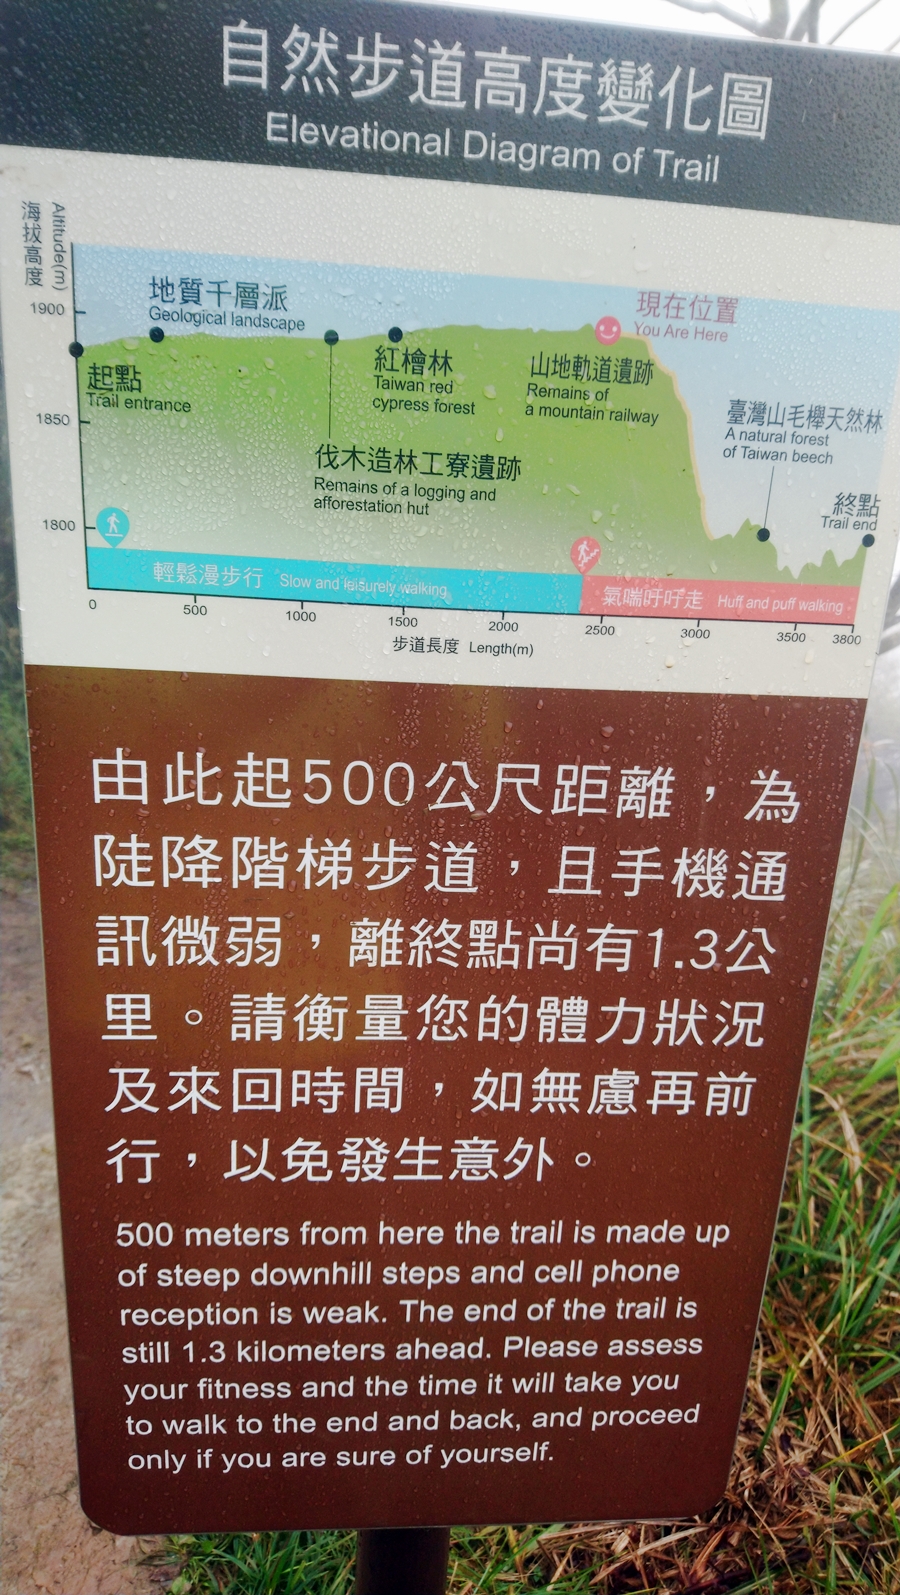 自然步道高度變化圖
Elevational Diagram of Trail
海拔高度
Altitude(m)
1900
1850
1800
地質千層派
Geological landscape
現在位置
You Are Here
起點
Trail entrance
紅檜林
Taiwan red
cypress forest
山地軌道遺跡
Remains of
a mountain railway
臺灣山毛櫸天然林
A natural forest
of Taiwan beech
伐木造林工寮遺跡
Remains of a logging and
afforestation hut
終點
Trail end
輕鬆漫步行 Slow and leisurely walking
氣喘吁吁走 Huff and puff walking
0 500 1000 1500 2000 2500 3000 3500 3800
步道長度 Length(m)
由此起500公尺距離，為
陡降階梯步道，且手機通
訊微弱，離終點尚有1.3公
里。請衡量您的體力狀況
及來回時間，如無慮再前
行，以免發生意外。
500 meters from here the trail is made up
of steep downhill steps and cell phone
reception is weak. The end of the trail is
still 1.3 kilometers ahead. Please assess
your fitness and the time it will take you
to walk to the end and back, and proceed
only if you are sure of yourself.